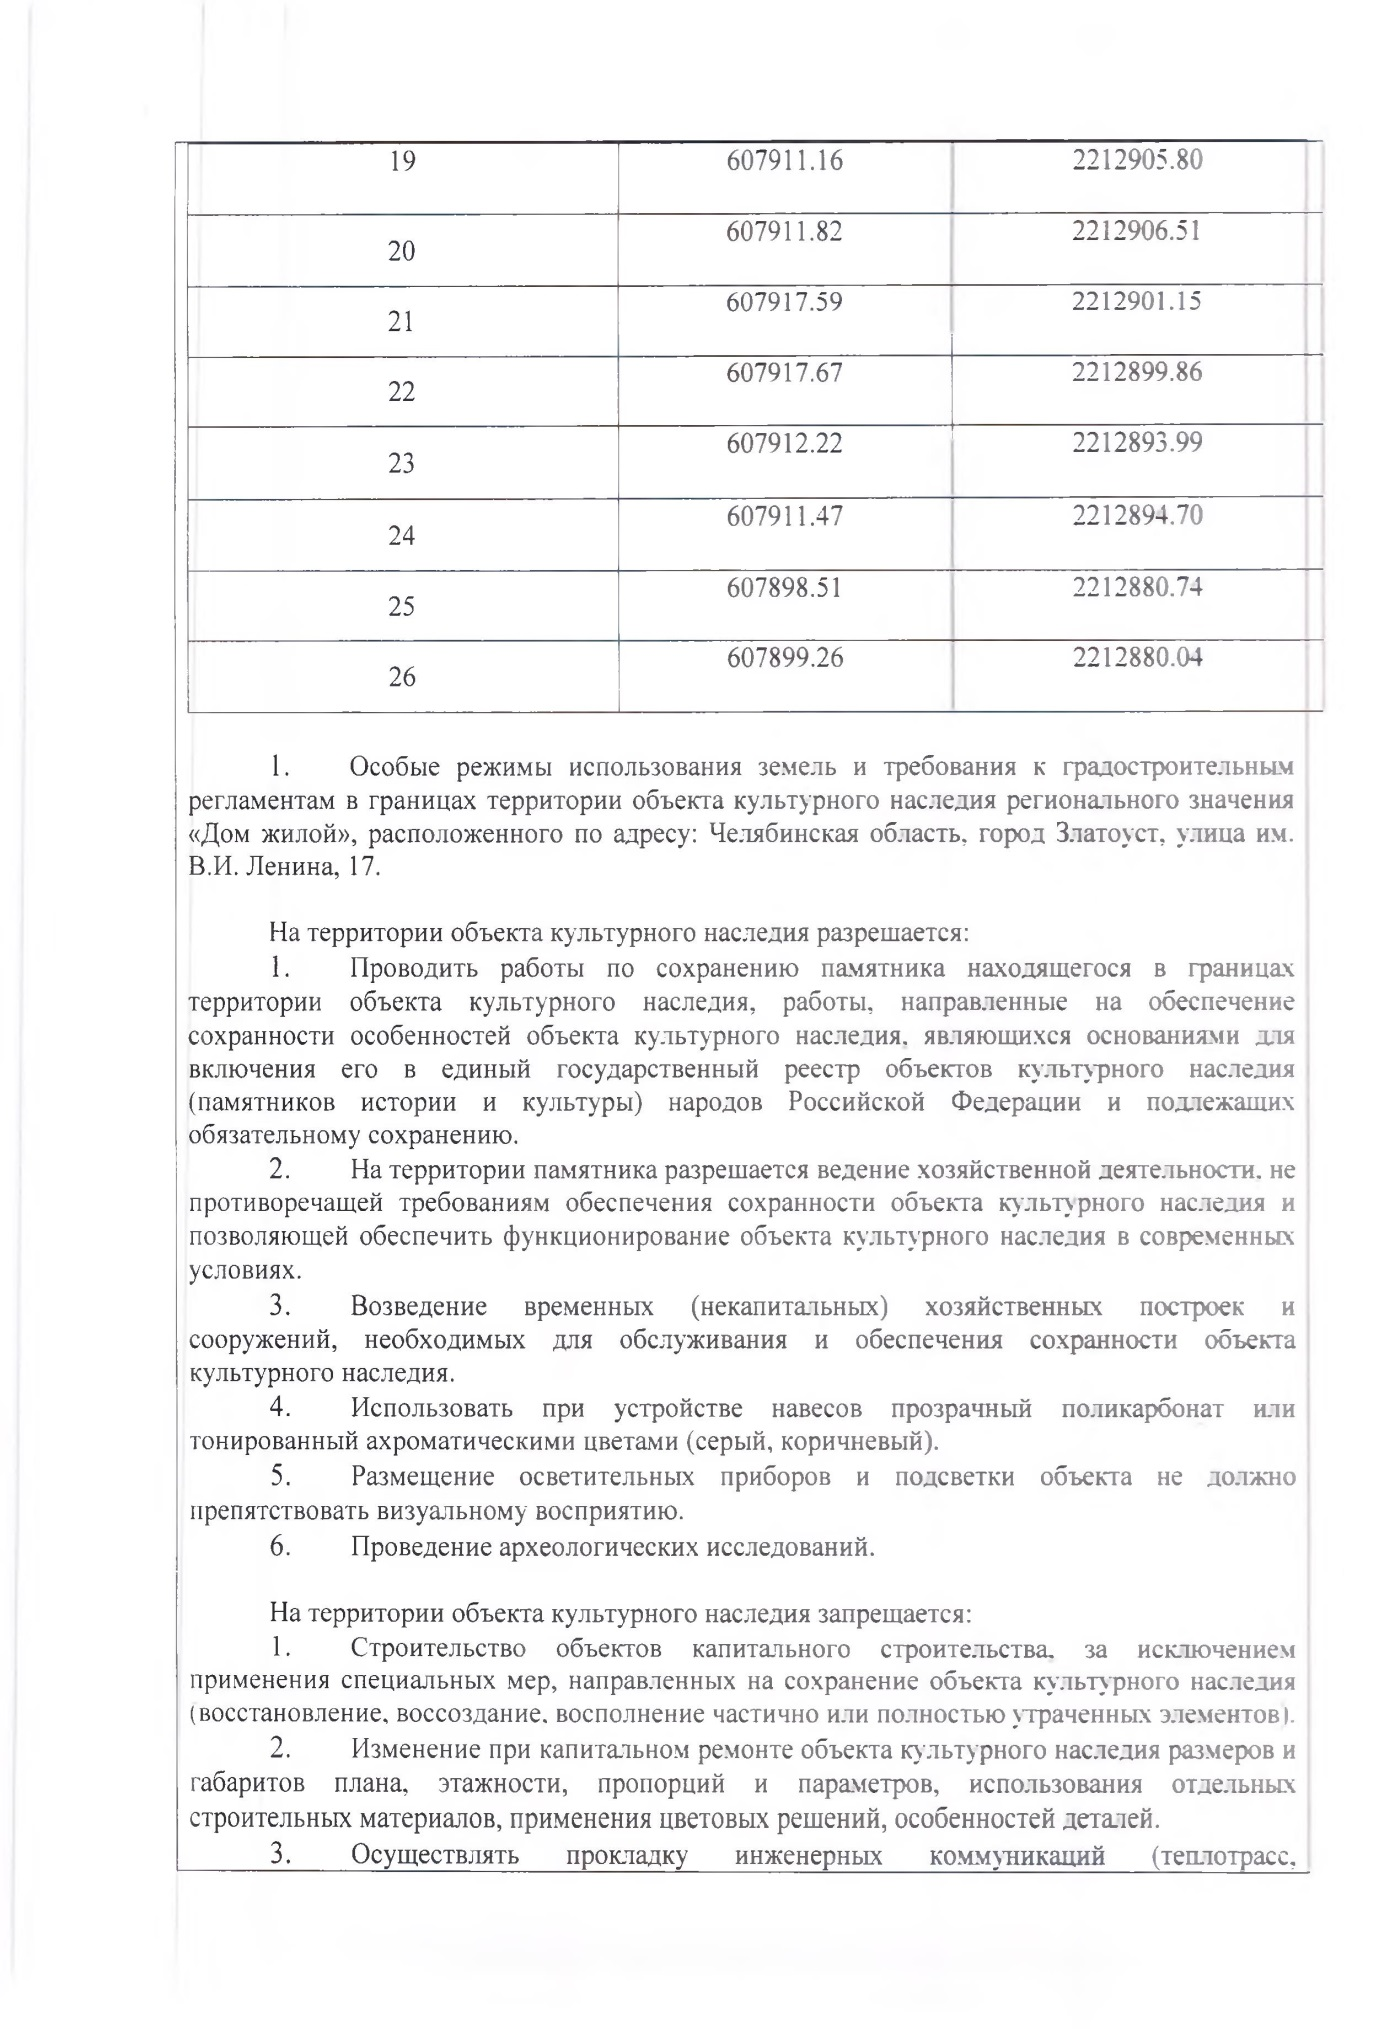 19 607911.16 2212905.80
20 607911.82 2212906.51
21 607917.59 2212901.15
22 607917.67 2212899.86
23 607912.22 2212893.99
24 607911.47 2212894.70
25 607898.51 2212880.74
26 607899.26 2212880.04
1. Особые режимы использования земель и требования к градостроительным
регламентам в границах территории объекта культурного наследия регионального значения
«Дом жилой», расположенного по адресу: Челябинская область, город Златоуст, улица им.
В.И. Ленина, 17.
На территории объекта культурного наследия разрешается:
1. Проводить работы по сохранению памятника находящегося в границах
территории объекта культурного наследия, работы, направленные на обеспечение
сохранности особенностей объекта культурного наследия, являющихся основаниями для
включения его в единый государственный реестр объектов культурного наследия
(памятников истории и культуры) народов Российской Федерации и подлежащих
обязательному сохранению.
2. На территории памятника разрешается ведение хозяйственной деятельности, не
противоречащей требованиям обеспечения сохранности объекта культурного наследия и
позволяющей обеспечить функционирование объекта культурного наследия в современных
условиях.
3. Возведение временных (некапитальных) хозяйственных построек и
сооружений, необходимых для обслуживания и обеспечения сохранности объекта
культурного наследия.
4. Использовать при устройстве навесов прозрачный поликарбонат или
тонированный ахроматическими цветами (серый, коричневый).
5. Размещение осветительных приборов и подсветки объекта не должно
препятствовать визуальному восприятию.
6. Проведение археологических исследований.
На территории объекта культурного наследия запрещается:
1. Строительство объектов капитального строительства, за исключением
применения специальных мер, направленных на сохранение объекта культурного наследия
(восстановление, воссоздание, восполнение частично или полностью утраченных элементов).
2. Изменение при капитальном ремонте объекта культурного наследия размеров и
габаритов плана, этажности, пропорций и параметров, использования отдельных
строительных материалов, применения цветовых решений, особенностей деталей.
3. Осуществлять прокладку инженерных коммуникаций (теплотрасс,